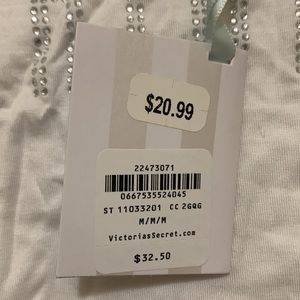 $20.99
22473071
0667535524045
ST 11033201 CC 2GQG
M/M/M
VictoriasSecret.com
$32.50